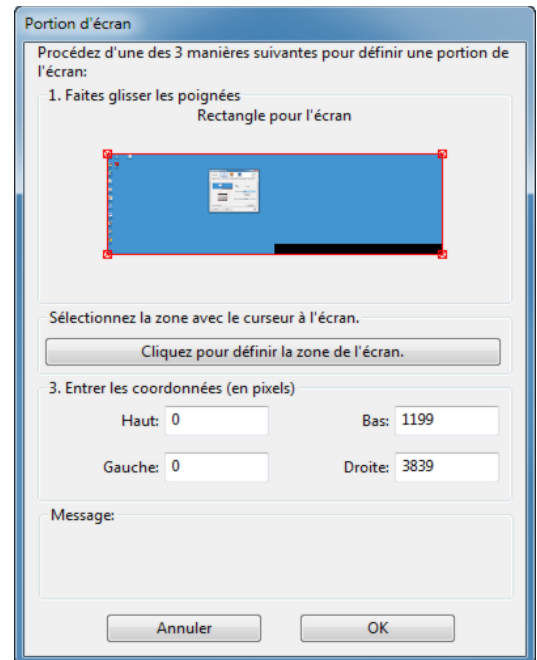 Portion d'écran
Procédez d'une des 3 manières suivantes pour définir une portion de
l'écran:
1. Faites glisser les poignées
Rectangle pour l'écran
Sélectionnez la zone avec le curseur à l'écran.
Cliquez pour définir la zone de l'écran.
3. Entrer les coordonnées (en pixels)
Haut: 0 Bas: 1199
Gauche: 0 Droite: 3839
Message:
Annuler OK